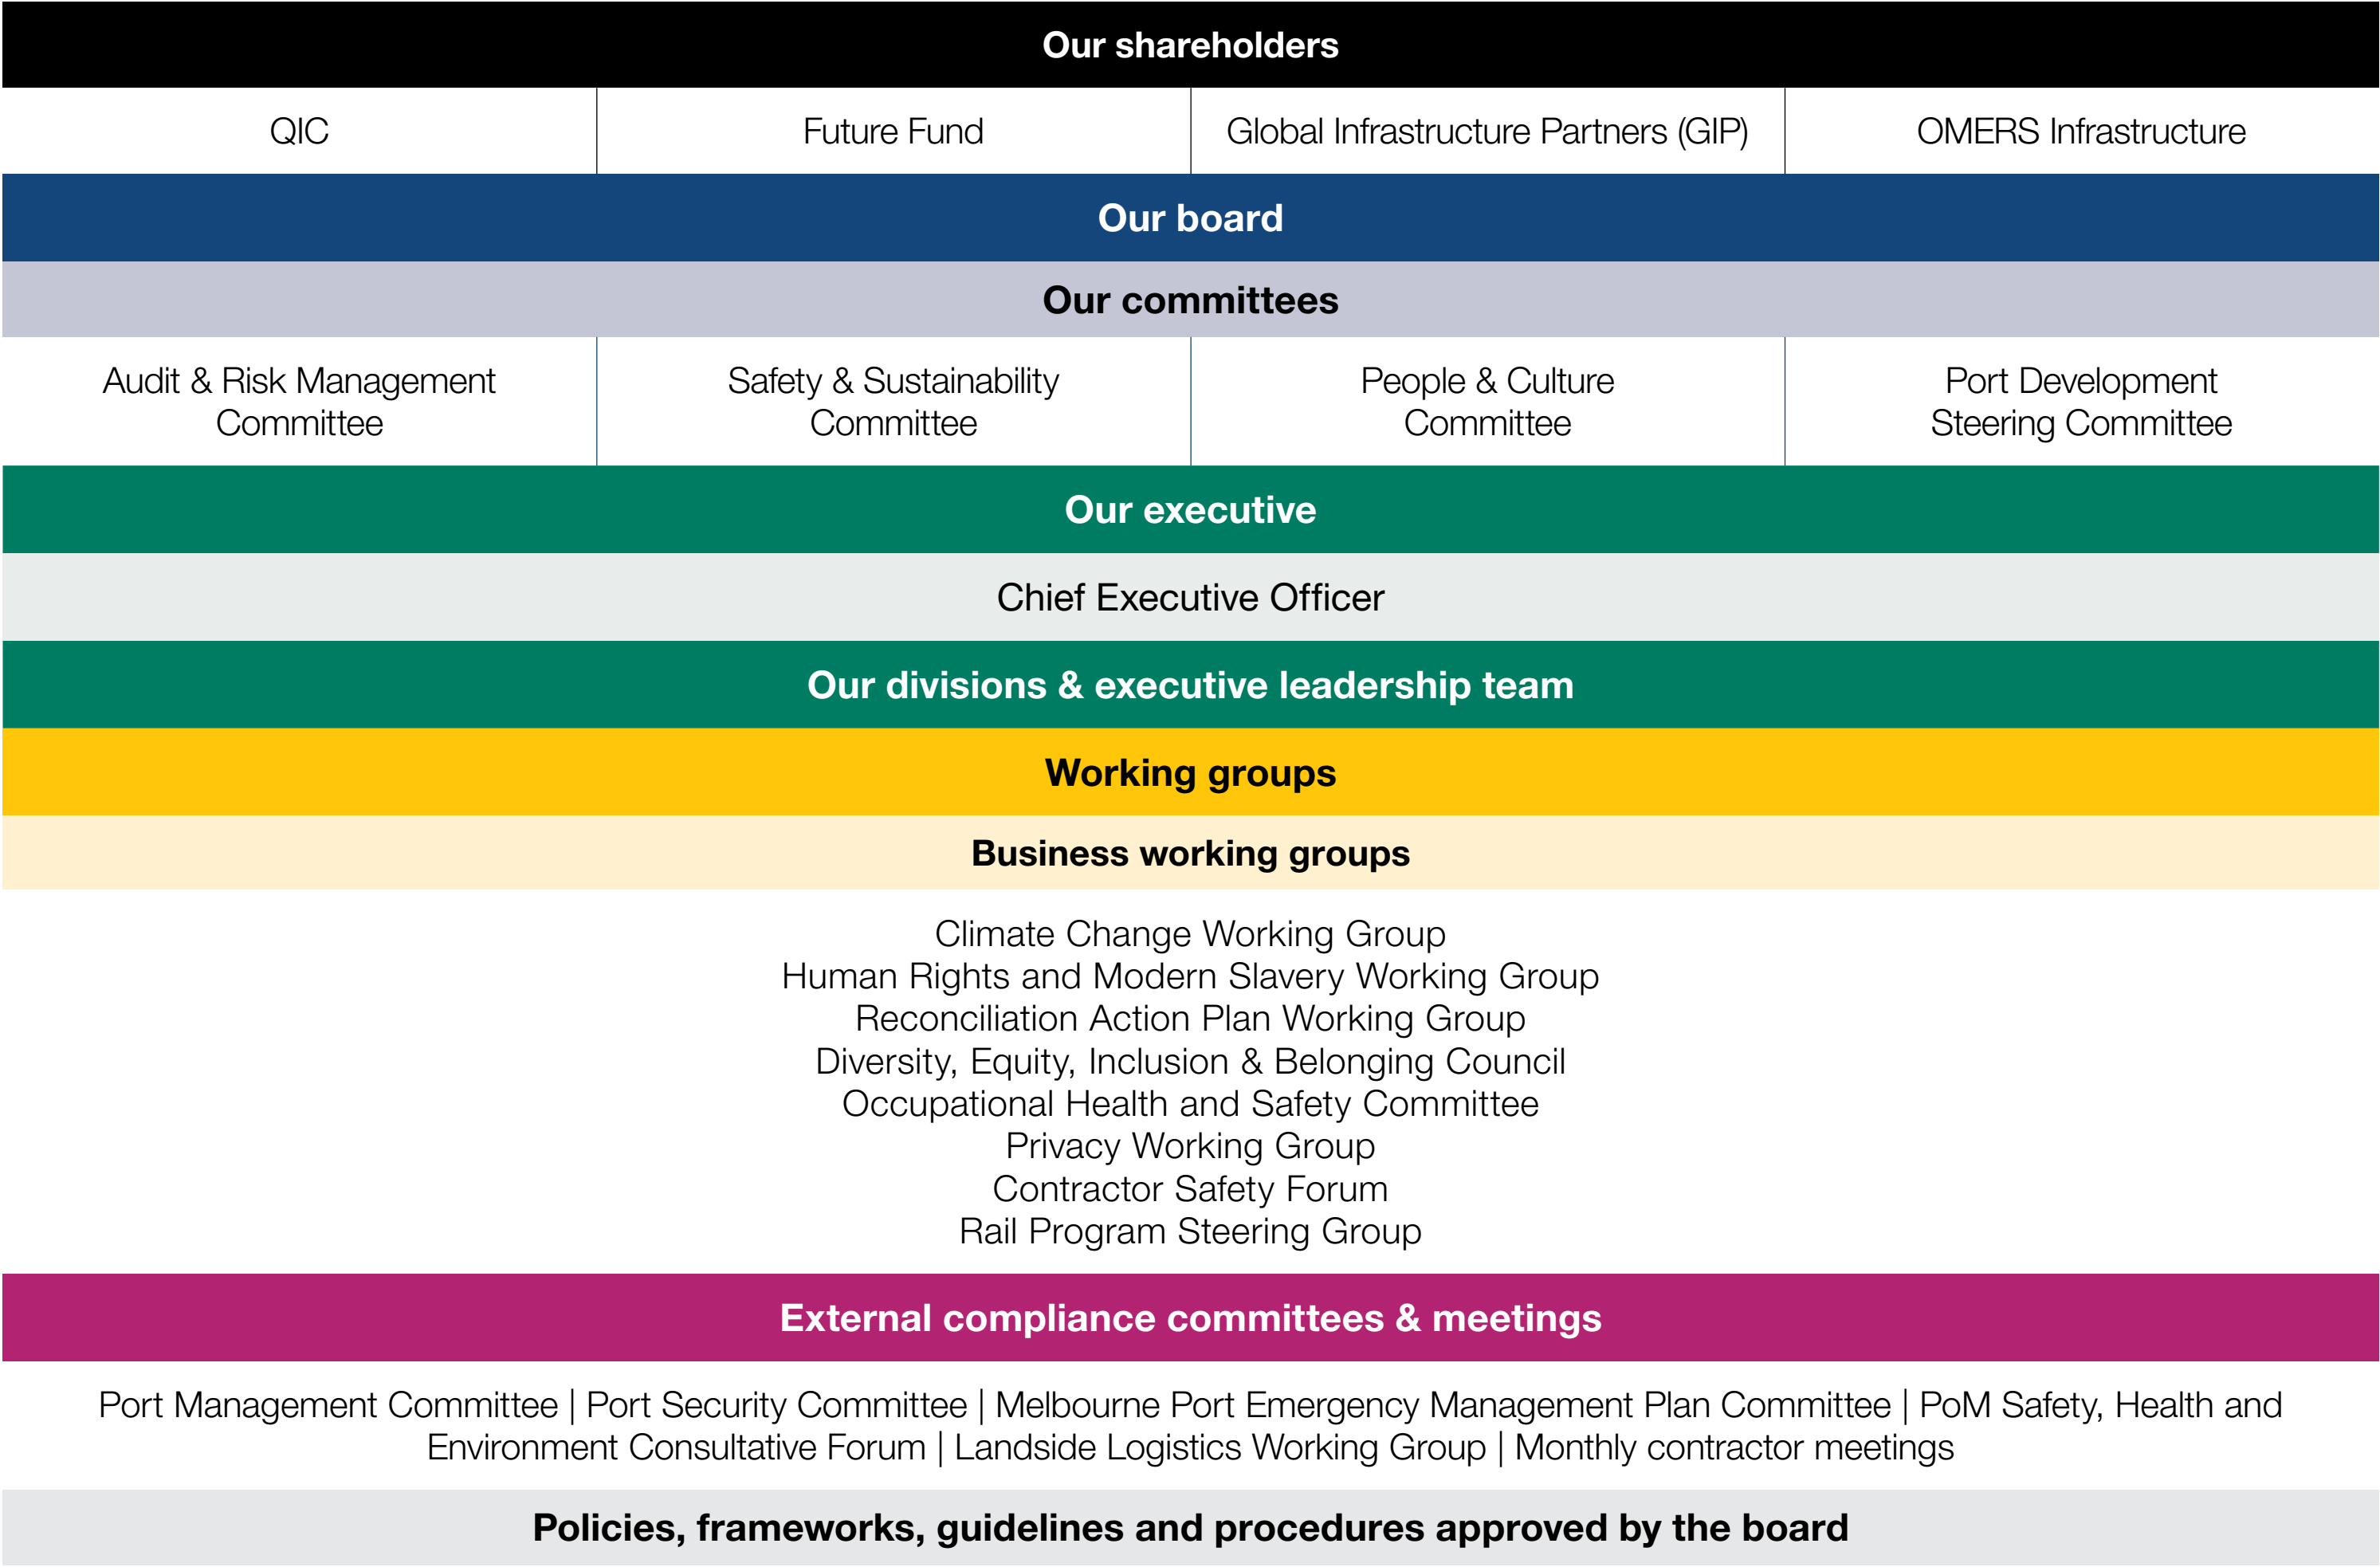 Our shareholders
QIC
Future Fund
Global Infrastructure Partners (GIP)
OMERS Infrastructure
Our board
Our committees
Audit & Risk Management
Committee
Safety & Sustainability
Committee
People & Culture
Committee
Port Development
Steering Committee
Our executive
Chief Executive Officer
Our divisions & executive leadership team
Working groups
Business working groups
Climate Change Working Group
Human Rights and Modern Slavery Working Group
Reconciliation Action Plan Working Group
Diversity, Equity, Inclusion & Belonging Council
Occupational Health and Safety Committee
Privacy Working Group
Contractor Safety Forum
Rail Program Steering Group
External compliance committees & meetings
Port Management Committee | Port Security Committee | Melbourne Port Emergency Management Plan Committee | PoM Safety, Health and
Environment Consultative Forum | Landside Logistics Working Group | Monthly contractor meetings
Policies, frameworks, guidelines and procedures approved by the board